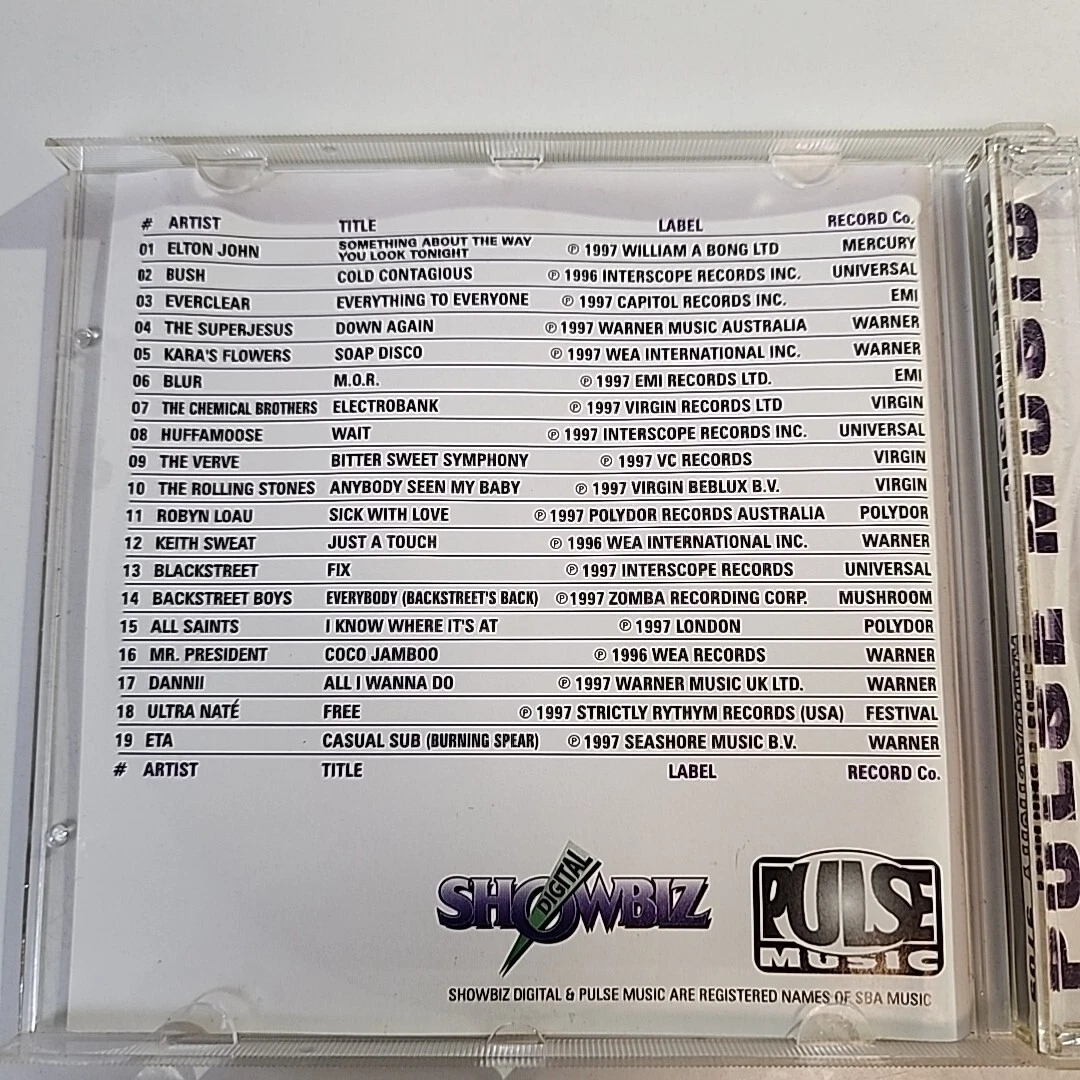 # ARTIST TITLE LABEL RECORD Co.
01 ELTON JOHN SOMETHING ABOUT THE WAY YOU LOOK TONIGHT ℗ 1997 WILLIAM A BONG LTD MERCURY
02 BUSH COLD CONTAGIOUS ℗ 1996 INTERSCOPE RECORDS INC. UNIVERSAL
03 EVERCLEAR EVERYTHING TO EVERYONE ℗ 1997 CAPITOL RECORDS INC. EMI
04 THE SUPERJESUS DOWN AGAIN ℗ 1997 WARNER MUSIC AUSTRALIA WARNER
05 KARA'S FLOWERS SOAP DISCO ℗ 1997 WEA INTERNATIONAL INC. WARNER
06 BLUR M.O.R. ℗ 1997 EMI RECORDS LTD. EMI
07 THE CHEMICAL BROTHERS ELECTROBANK ℗ 1997 VIRGIN RECORDS LTD VIRGIN
08 HUFFAMOOSE WAIT ℗ 1997 INTERSCOPE RECORDS INC. UNIVERSAL
09 THE VERVE BITTER SWEET SYMPHONY ℗ 1997 VC RECORDS VIRGIN
10 THE ROLLING STONES ANYBODY SEEN MY BABY ℗ 1997 VIRGIN BEBLUX B.V. VIRGIN
11 ROBYN LOAU SICK WITH LOVE ℗ 1997 POLYDOR RECORDS AUSTRALIA POLYDOR
12 KEITH SWEAT JUST A TOUCH ℗ 1996 WEA INTERNATIONAL INC. WARNER
13 BLACKSTREET FIX ℗ 1997 INTERSCOPE RECORDS UNIVERSAL
14 BACKSTREET BOYS EVERYBODY (BACKSTREET'S BACK) ℗1997 ZOMBA RECORDING CORP. MUSHROOM
15 ALL SAINTS I KNOW WHERE IT'S AT ℗ 1997 LONDON POLYDOR
16 MR. PRESIDENT COCO JAMBOO ℗ 1996 WEA RECORDS WARNER
17 DANNII ALL I WANNA DO ℗ 1997 WARNER MUSIC UK LTD. WARNER
18 ULTRA NATÉ FREE ℗ 1997 STRICTLY RYTHYM RECORDS (USA) FESTIVAL
19 ETA CASUAL SUB (BURNING SPEAR) ℗ 1997 SEASHORE MUSIC B.V. WARNER
# ARTIST TITLE LABEL RECORD Co.
SHOWBIZ DIGITAL
PULSE MUSIC
SHOWBIZ DIGITAL & PULSE MUSIC ARE REGISTERED NAMES OF SBA MUSIC
PULSE MUSIC